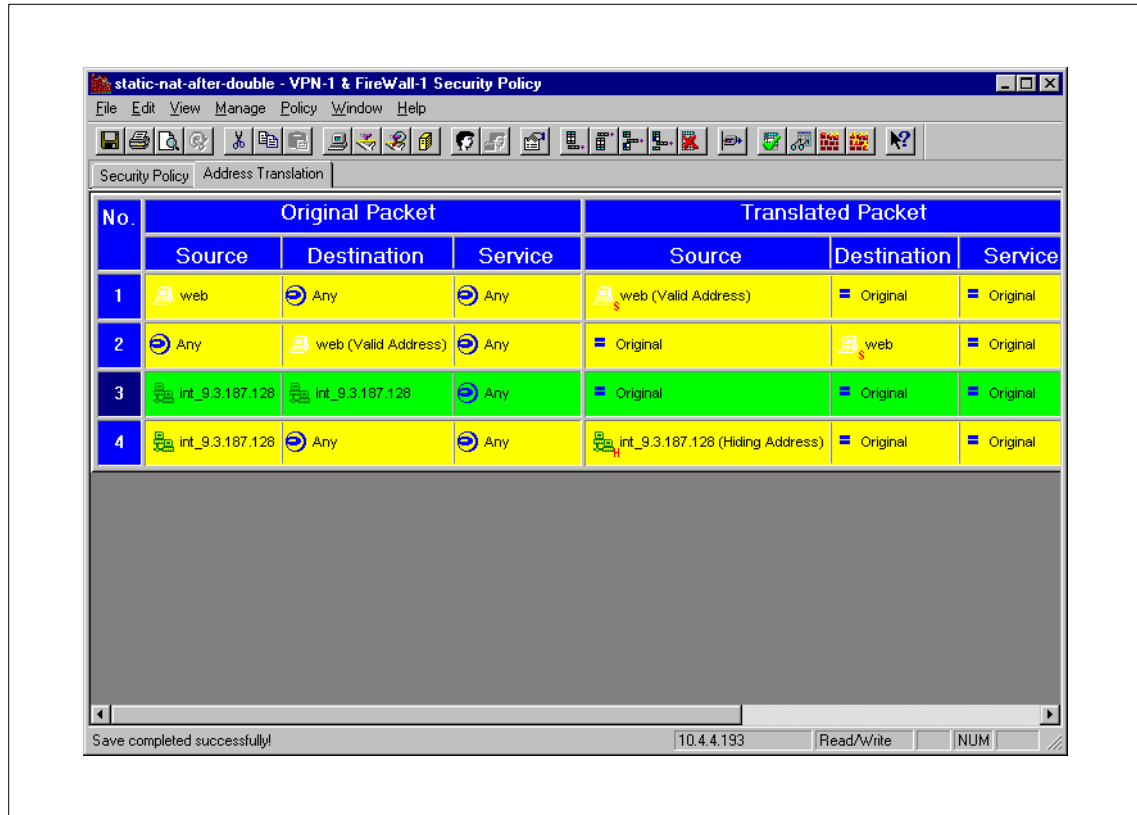 static-nat-after-double - VPN-1 & FireWall-1 Security Policy
File Edit View Manage Policy Window Help
Security Policy Address Translation
No. Original Packet Translated Packet
Source Destination Service Source Destination Service
1 web Any Any S web (Valid Address) = Original = Original
2 Any web (Valid Address) Any = Original S web = Original
3 int_9.3.187.128 int_9.3.187.128 Any = Original = Original = Original
4 int_9.3.187.128 Any Any H int_9.3.187.128 (Hiding Address) = Original = Original
Save completed successfully! 10.4.4.193 Read/Write NUM